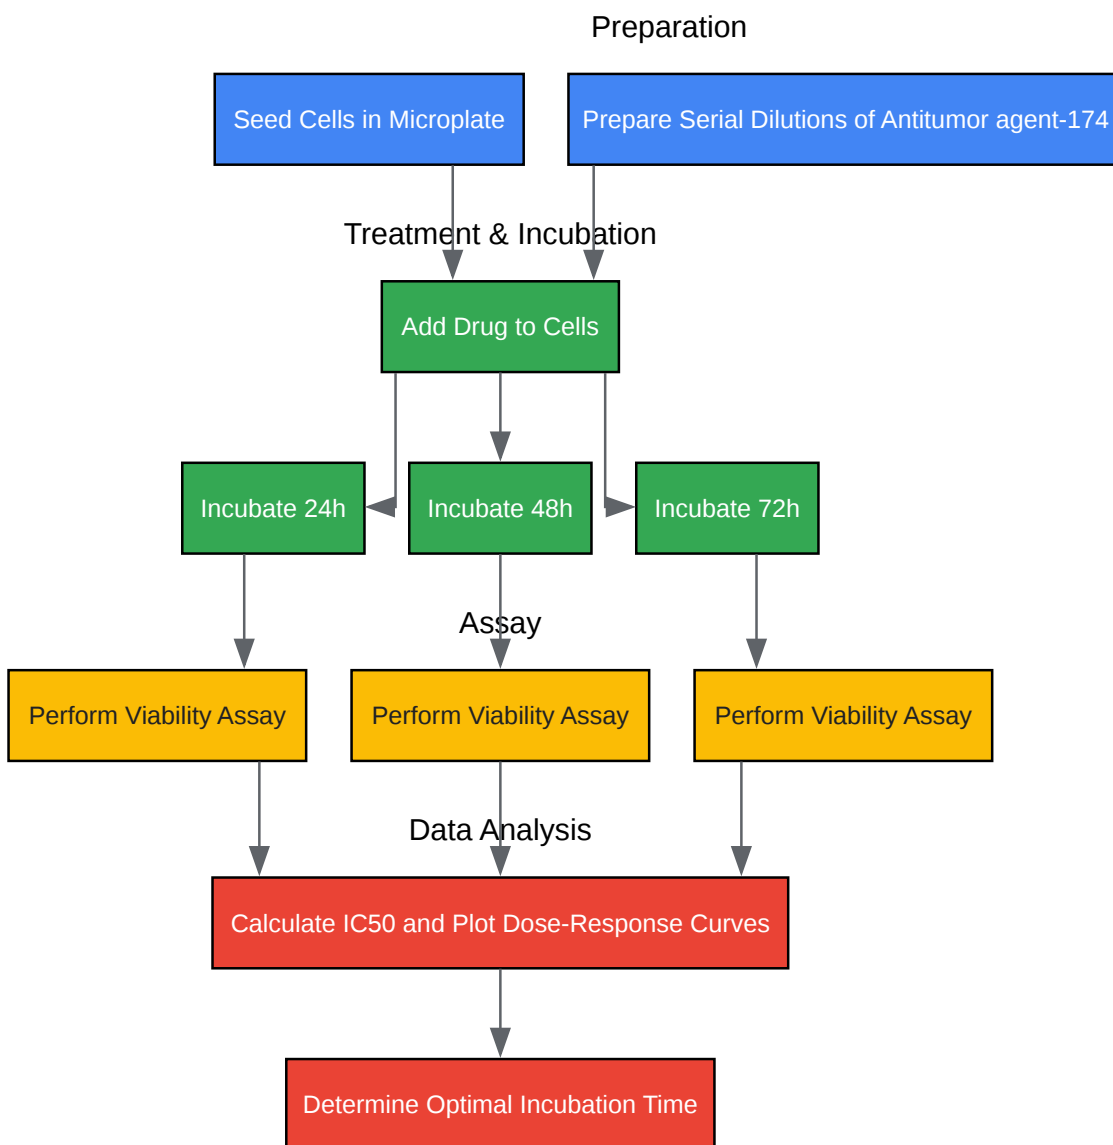 Preparation
Seed Cells in Microplate
Prepare Serial Dilutions of Antitumor agent-174
Treatment & Incubation
Add Drug to Cells
Incubate 24h
Incubate 48h
Incubate 72h
Assay
Perform Viability Assay
Perform Viability Assay
Perform Viability Assay
Data Analysis
Calculate IC50 and Plot Dose-Response Curves
Determine Optimal Incubation Time